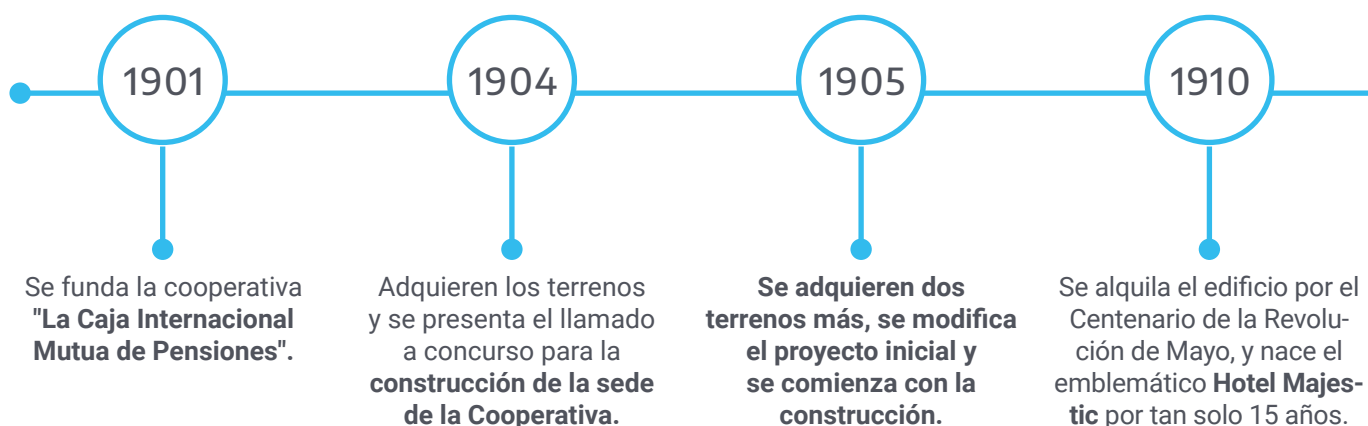 1901
Se funda la cooperativa
"La Caja Internacional
Mutua de Pensiones".
1904
Adquieren los terrenos
y se presenta el llamado
a concurso para la
construcción de la sede
de la Cooperativa.
1905
Se adquieren dos
terrenos más, se modifica
el proyecto inicial y
se comienza con la
construcción.
1910
Se alquila el edificio por el
Centenario de la Revolu-
ción de Mayo, y nace el
emblemático Hotel Majes-
tic por tan solo 15 años.